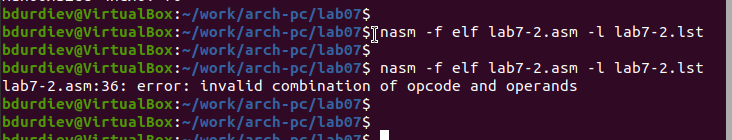 bdurdiev@VirtualBox:~/work/arch-pc/lab07$
bdurdiev@VirtualBox:~/work/arch-pc/lab07$ nasm -f elf lab7-2.asm -l lab7-2.lst
bdurdiev@VirtualBox:~/work/arch-pc/lab07$
bdurdiev@VirtualBox:~/work/arch-pc/lab07$ nasm -f elf lab7-2.asm -l lab7-2.lst
lab7-2.asm:36: error: invalid combination of opcode and operands
bdurdiev@VirtualBox:~/work/arch-pc/lab07$
bdurdiev@VirtualBox:~/work/arch-pc/lab07$
bdurdiev@VirtualBox:~/work/arch-pc/lab07$